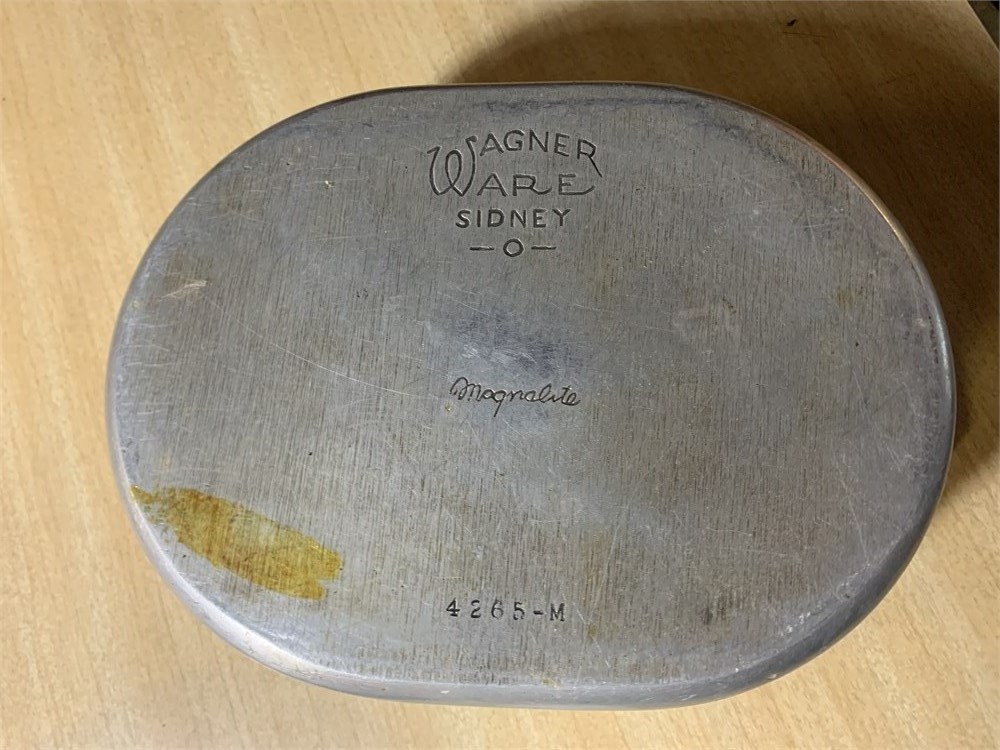 WAGNER
WARE
SIDNEY
-O-
Magnalite
4265-M